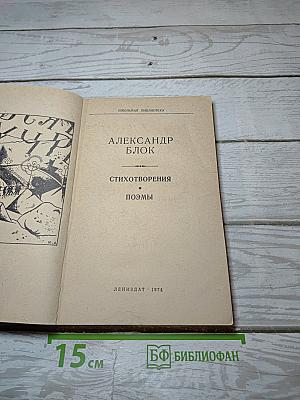 ШКОЛЬНАЯ БИБЛИОТЕКА
АЛЕКСАНДР
БЛОК
СТИХОТВОРЕНИЯ
ПОЭМЫ
ЛЕНИЗДАТ · 1974
15 см
БФ БИБЛИОФАН